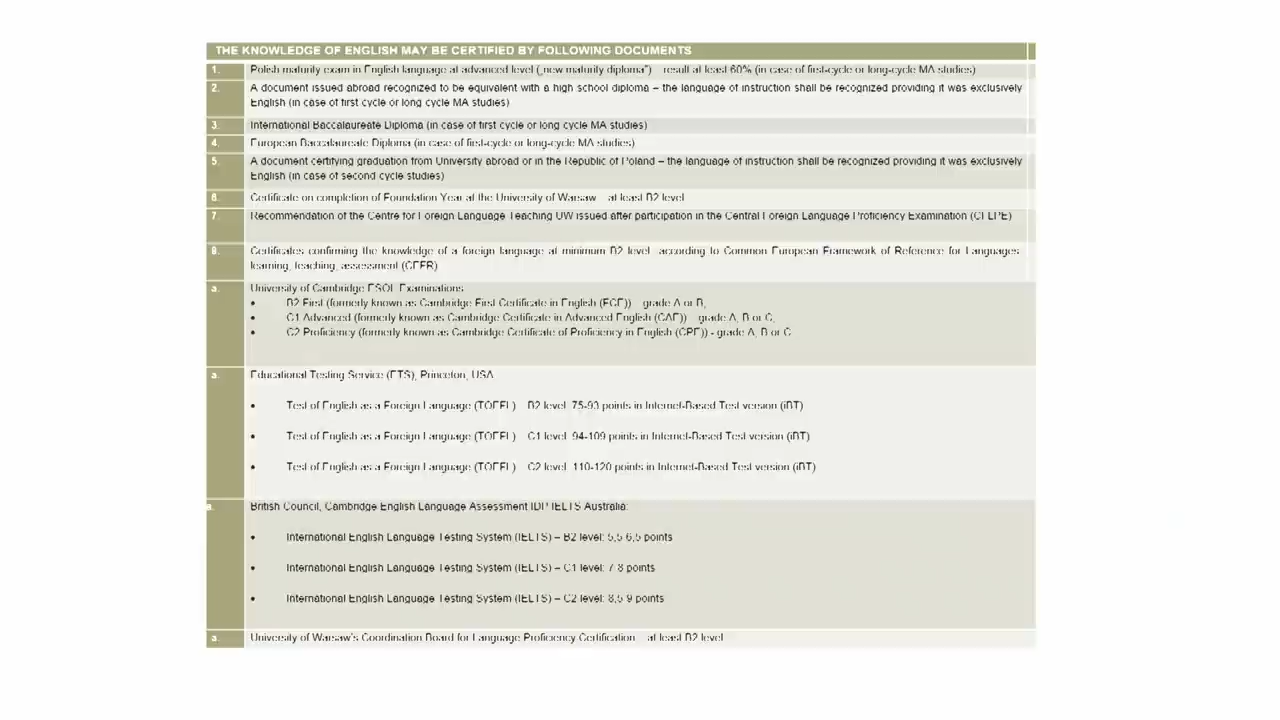 THE KNOWLEDGE OF ENGLISH MAY BE CERTIFIED BY FOLLOWING DOCUMENTS
1. Polish maturity exam in English language at advanced level („new maturity diploma”) – result at least 60% (in case of first-cycle or long-cycle MA studies)
2. A document issued abroad recognized to be equivalent with a high school diploma – the language of instruction shall be recognized providing it was exclusively
English (in case of first cycle or long cycle MA studies)
3. International Baccalaureate Diploma (in case of first cycle or long cycle MA studies)
4. European Baccalaureate Diploma (in case of first-cycle or long-cycle MA studies)
5. A document certifying graduation from University abroad or in the Republic of Poland – the language of instruction shall be recognized providing it was exclusively
English (in case of second cycle studies)
6. Certificate on completion of Foundation Year at the University of Warsaw – at least B2 level
7. Recommendation of the Centre for Foreign Language Teaching UW issued after participation in the Central Foreign Language Proficiency Examination (CFLPE)
8. Certificates confirming the knowledge of a foreign language at minimum B2 level according to Common European Framework of Reference for Languages
learning, teaching, assessment (CEFR)
a. University of Cambridge ESOL Examinations
• B2 First (formerly known as Cambridge First Certificate in English (FCE)) – grade A or B,
• C1 Advanced (formerly known as Cambridge Certificate in Advanced English (CAE)) – grade A, B or C,
• C2 Proficiency (formerly known as Cambridge Certificate of Proficiency in English (CPE)) - grade A, B or C
a. Educational Testing Service (ETS), Princeton, USA
• Test of English as a Foreign Language (TOEFL) – B2 level: 75-93 points in Internet-Based Test version (iBT)
• Test of English as a Foreign Language (TOEFL) – C1 level: 94-109 points in Internet-Based Test version (iBT)
• Test of English as a Foreign Language (TOEFL) – C2 level: 110-120 points in Internet-Based Test version (iBT)
a. British Council, Cambridge English Language Assessment IDP IELTS Australia:
• International English Language Testing System (IELTS) – B2 level: 5,5-6,5 points
• International English Language Testing System (IELTS) – C1 level: 7-8 points
• International English Language Testing System (IELTS) – C2 level: 8,5-9 points
a. University of Warsaw's Coordination Board for Language Proficiency Certification – at least B2 level